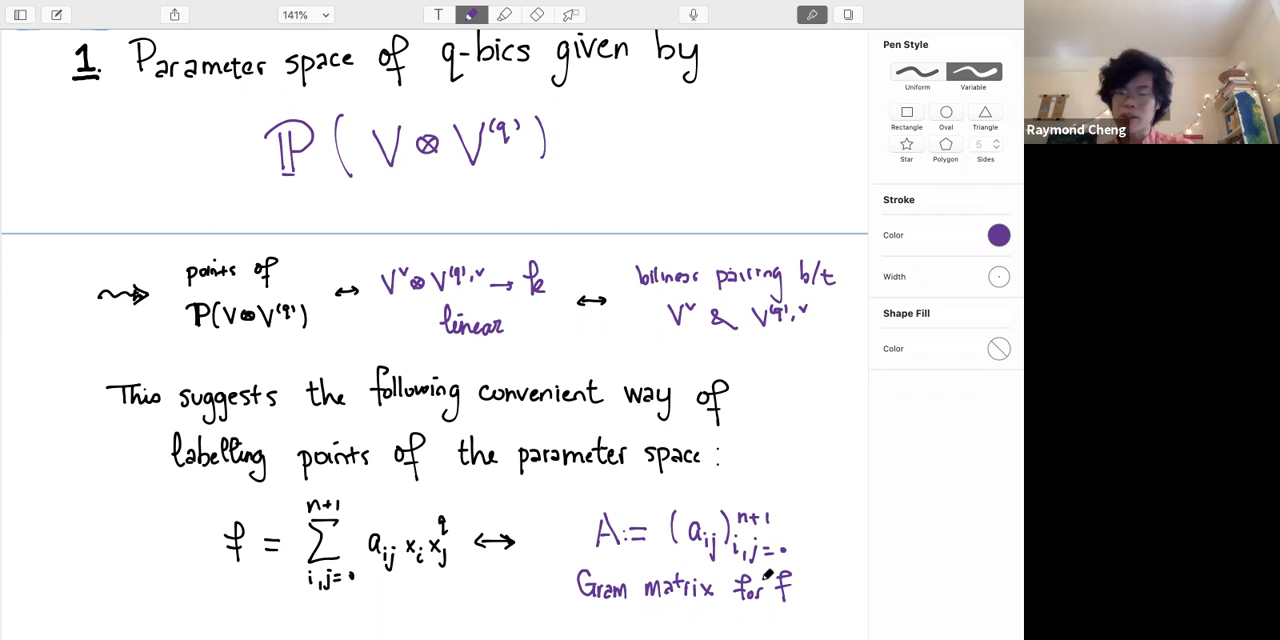 141%
T
1. Parameter space of q-bics given by
ℙ( V ⊗ V^(q) )
points of ℙ(V⊗V^(q)) ↔ V^∨⊗V^(q),∨ → k linear ↔ bilinear pairing b/t V^∨ & V^(q),∨
This suggests the following convenient way of
labelling points of the parameter space:
f = ∑_{i,j=0}^{n+1} a_ij x_i x_j^q ↔ A := (a_ij)_{i,j=0}^{n+1}
Gram matrix for f
Pen Style
Uniform Variable
Rectangle Oval Triangle
5
Star Polygon Sides
Stroke
Color
Width
Shape Fill
Color
Raymond Cheng